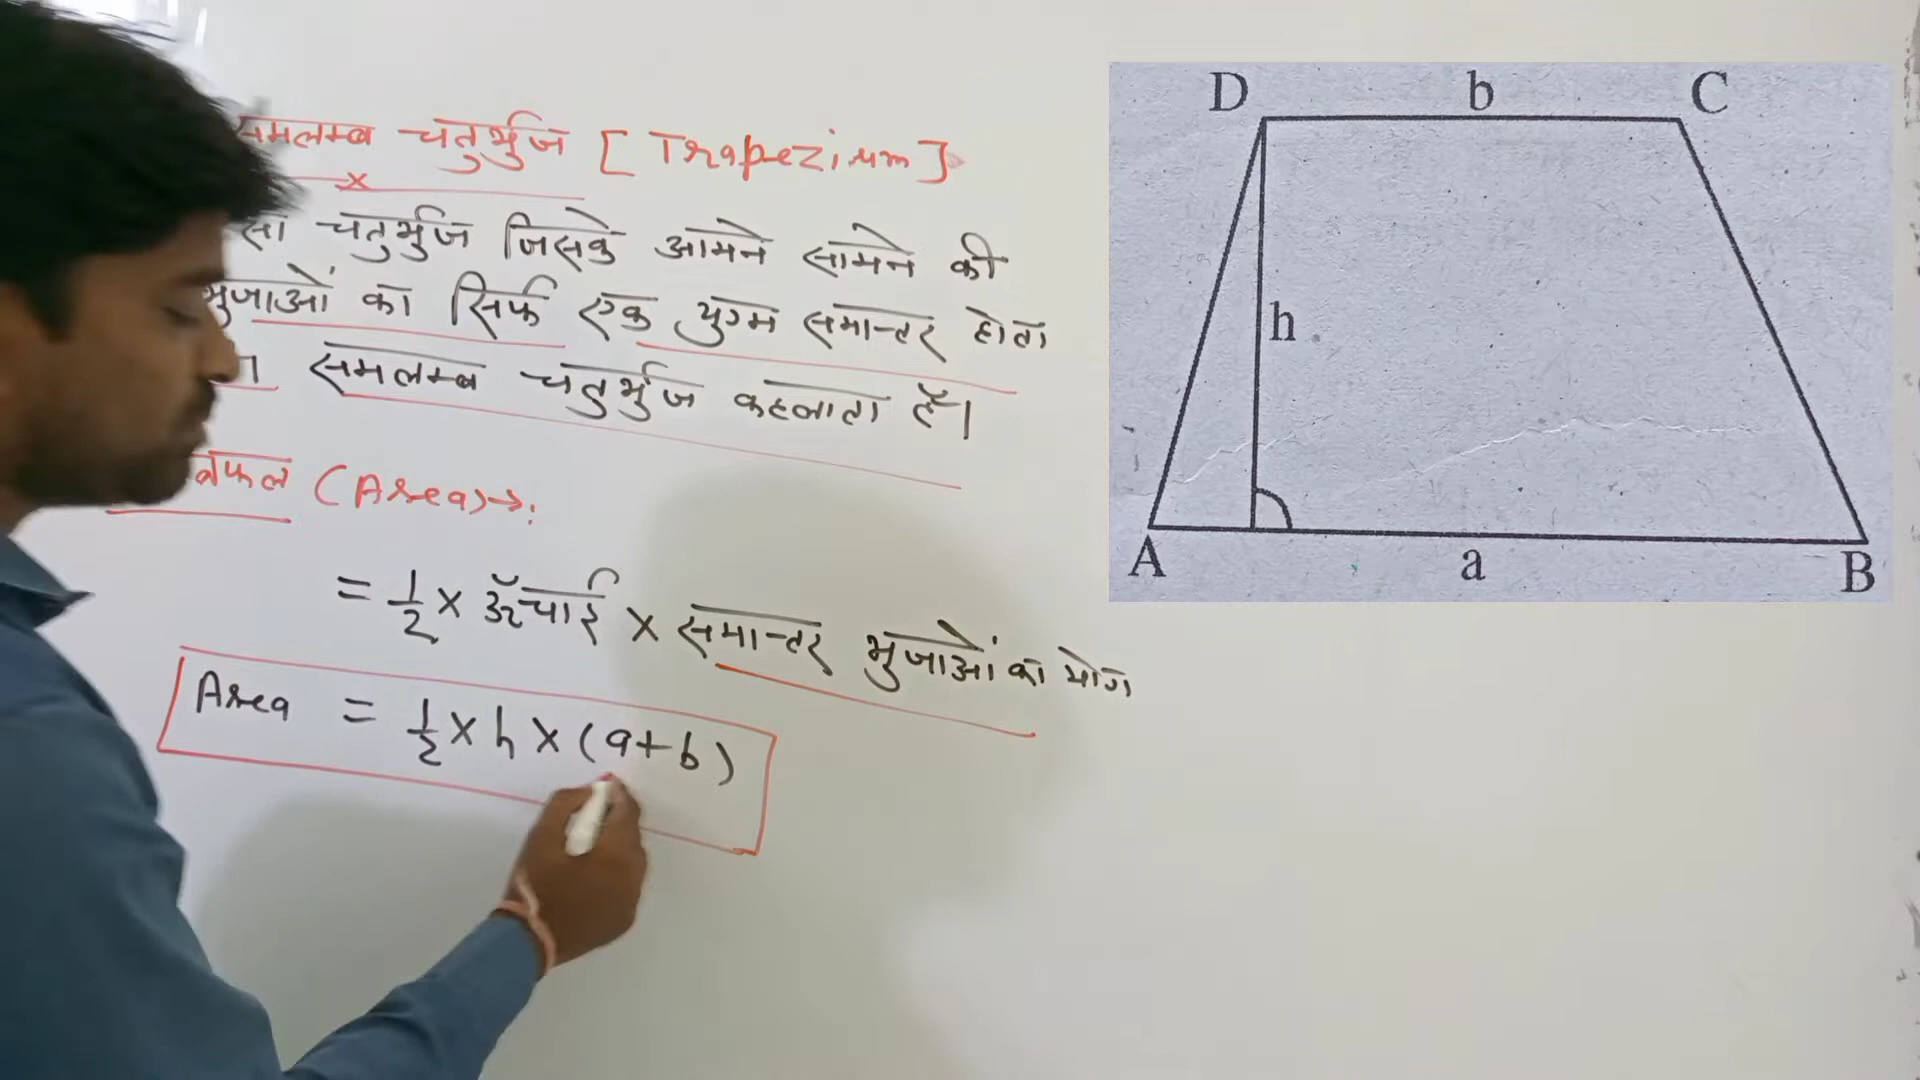 समलम्ब चतुर्भुज [Trapezium]
चतुर्भुज जिसके आमने सामने की
भुजाओं का सिर्फ एक युग्म समान्तर होता
समलम्ब चतुर्भुज कहलाता है।
(Area)→:
= 1/2 × ऊँचाई × समान्तर भुजाओं का योग
Area = 1/2 × h × (a+b)
D b C
h
A a B